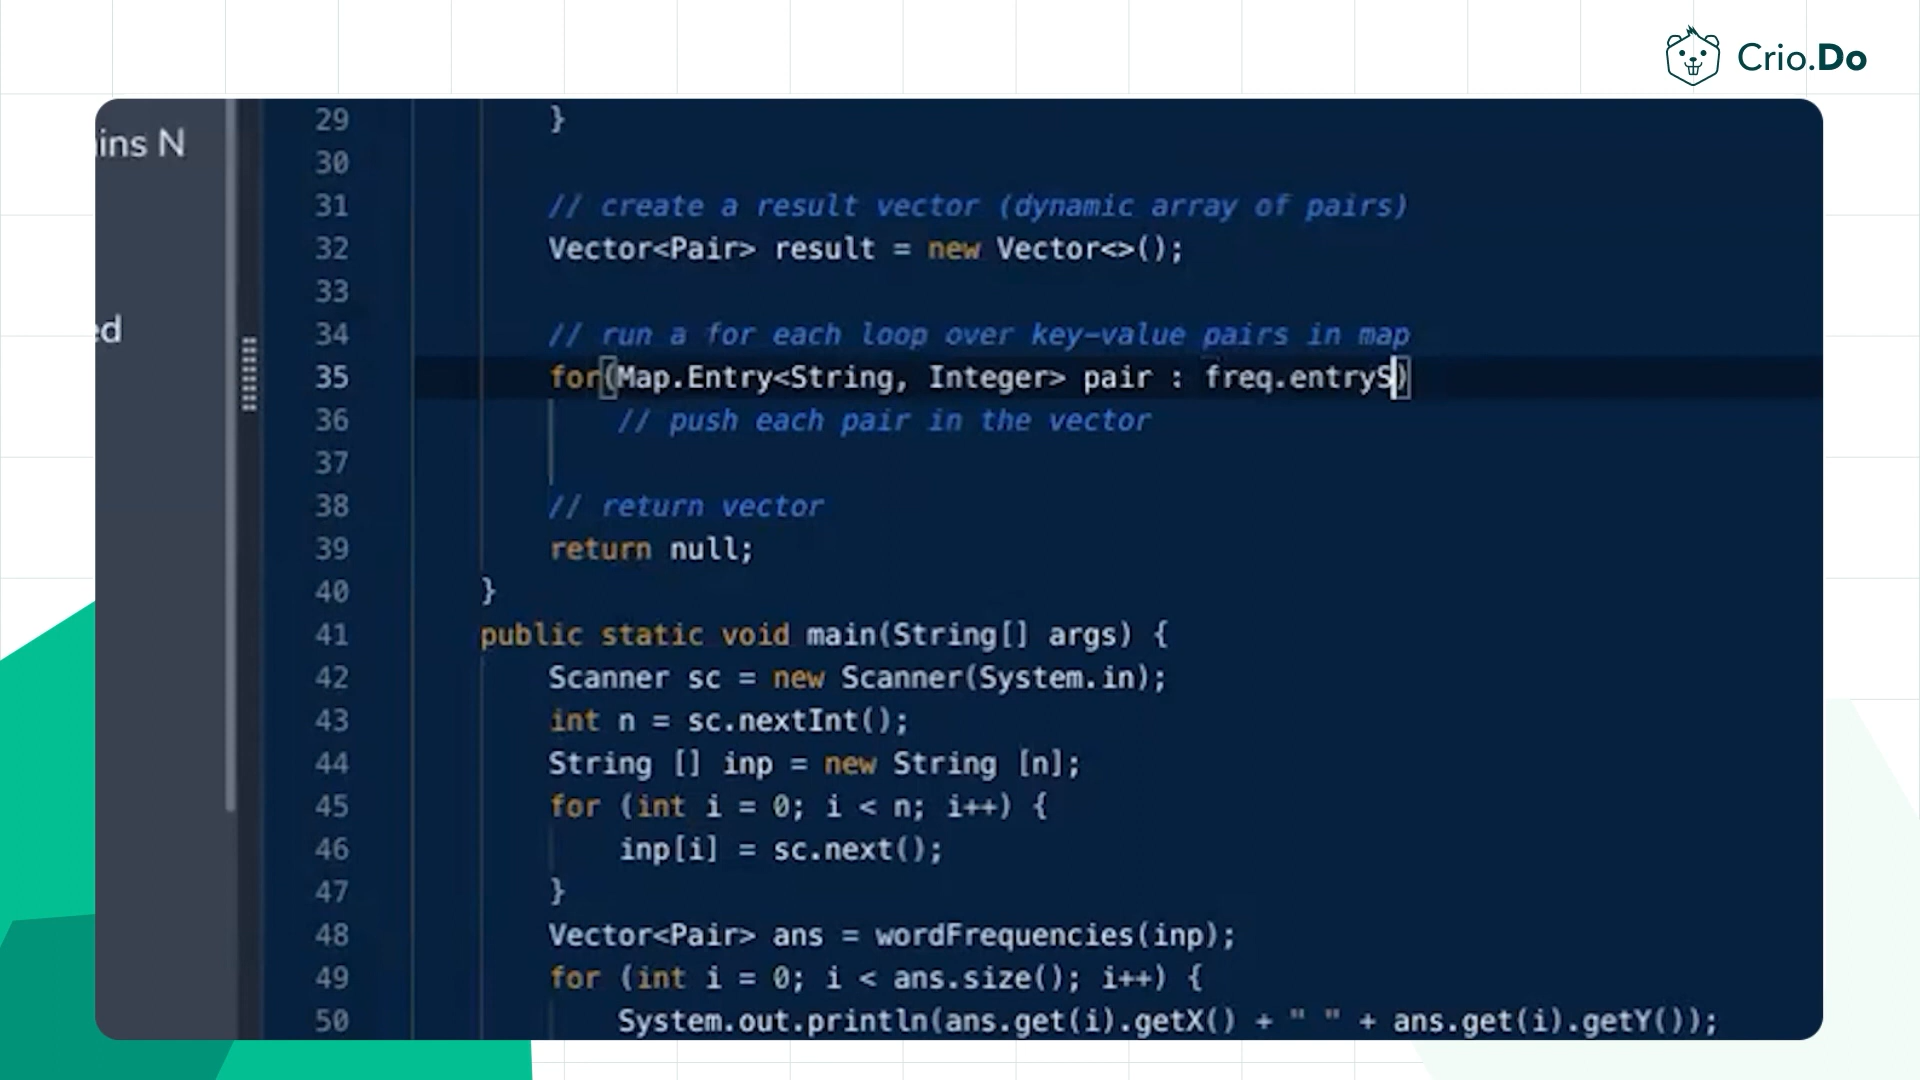 Crio.Do
ins N
ed
29 }
30
31 // create a result vector (dynamic array of pairs)
32 Vector<Pair> result = new Vector<>();
33
34 // run a for each loop over key-value pairs in map
35 for(Map.Entry<String, Integer> pair : freq.entryS)
36 // push each pair in the vector
37
38 // return vector
39 return null;
40 }
41 public static void main(String[] args) {
42 Scanner sc = new Scanner(System.in);
43 int n = sc.nextInt();
44 String [] inp = new String [n];
45 for (int i = 0; i < n; i++) {
46 inp[i] = sc.next();
47 }
48 Vector<Pair> ans = wordFrequencies(inp);
49 for (int i = 0; i < ans.size(); i++) {
50 System.out.println(ans.get(i).getX() + " " + ans.get(i).getY());